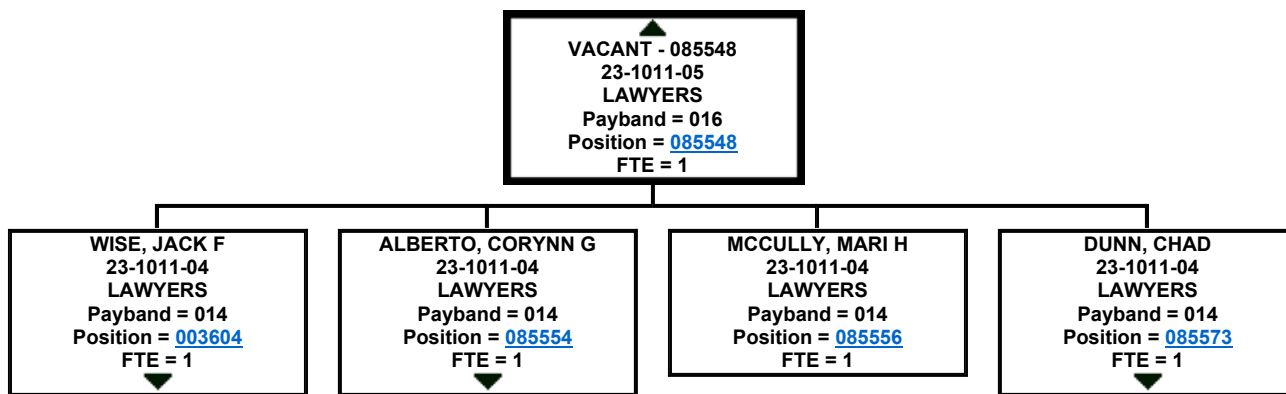 VACANT - 085548
23-1011-05
LAWYERS
Payband = 016
Position = 085548
FTE = 1
WISE, JACK F
23-1011-04
LAWYERS
Payband = 014
Position = 003604
FTE = 1
ALBERTO, CORYNN G
23-1011-04
LAWYERS
Payband = 014
Position = 085554
FTE = 1
MCCULLY, MARI H
23-1011-04
LAWYERS
Payband = 014
Position = 085556
FTE = 1
DUNN, CHAD
23-1011-04
LAWYERS
Payband = 014
Position = 085573
FTE = 1